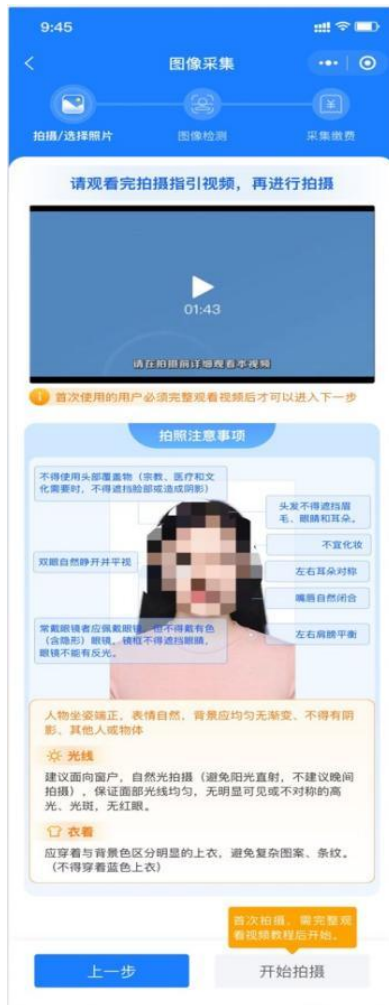 9:45
图像采集
拍摄/选择照片
图像检测
采集缴费
请观看完拍摄指引视频，再进行拍摄
01:43
请在拍摄前详细观看本视频
首次使用的用户必须完整观看视频后才可以进入下一步
拍照注意事项
不得使用头部覆盖物（宗教、医疗和文
化需要时，不得遮挡脸部或造成阴影）
头发不得遮挡眉
毛、眼睛和耳朵。
不宜化妆
双眼自然睁开并平视
左右耳朵对称
嘴唇自然闭合
常戴眼镜者应佩戴眼镜，但不得戴有色
（含隐形）眼镜，镜框不得遮挡眼睛，
眼镜不能有反光。
左右肩膀平衡
人物坐姿端正，表情自然，背景应均匀无渐变、不得有阴
影、其他人或物体
光线
建议面向窗户，自然光拍摄（避免阳光直射，不建议晚间
拍摄），保证面部光线均匀，无明显可见或不对称的高
光、光斑，无红眼。
衣着
应穿着与背景色区分明显的上衣，避免复杂图案、条纹。
（不得穿着蓝色上衣）
首次拍摄，需完整观
看视频教程后开始。
上一步
开始拍摄